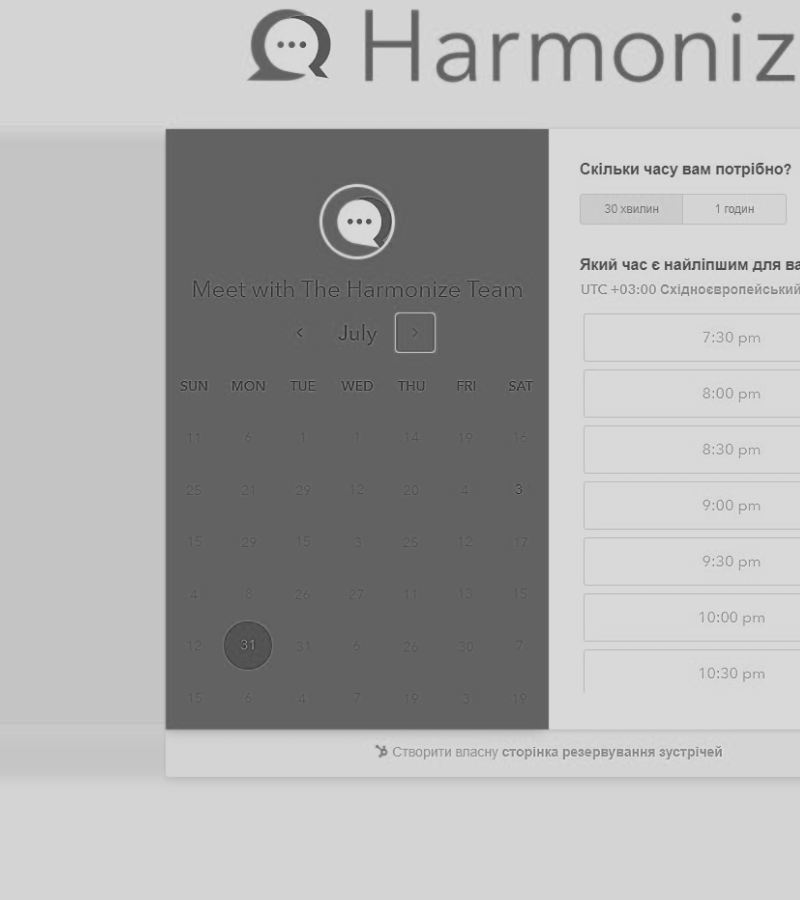 Harmoniz
Meet with The Harmonize Team
July
SUN MON TUE WED THU FRI SAT
11 6 1 1 14 19 16
25 21 29 12 20 4 3
15 29 15 3 25 12 17
4 8 26 27 11 13 15
12 31 31 6 26 30 7
15 6 4 7 19 3 19
Скільки часу вам потрібно?
30 хвилин 1 годин
Який час є найліпшим для ва
UTC +03:00 Східноєвропейський
7:30 pm
8:00 pm
8:30 pm
9:00 pm
9:30 pm
10:00 pm
10:30 pm
Створити власну сторінка резервування зустрічей